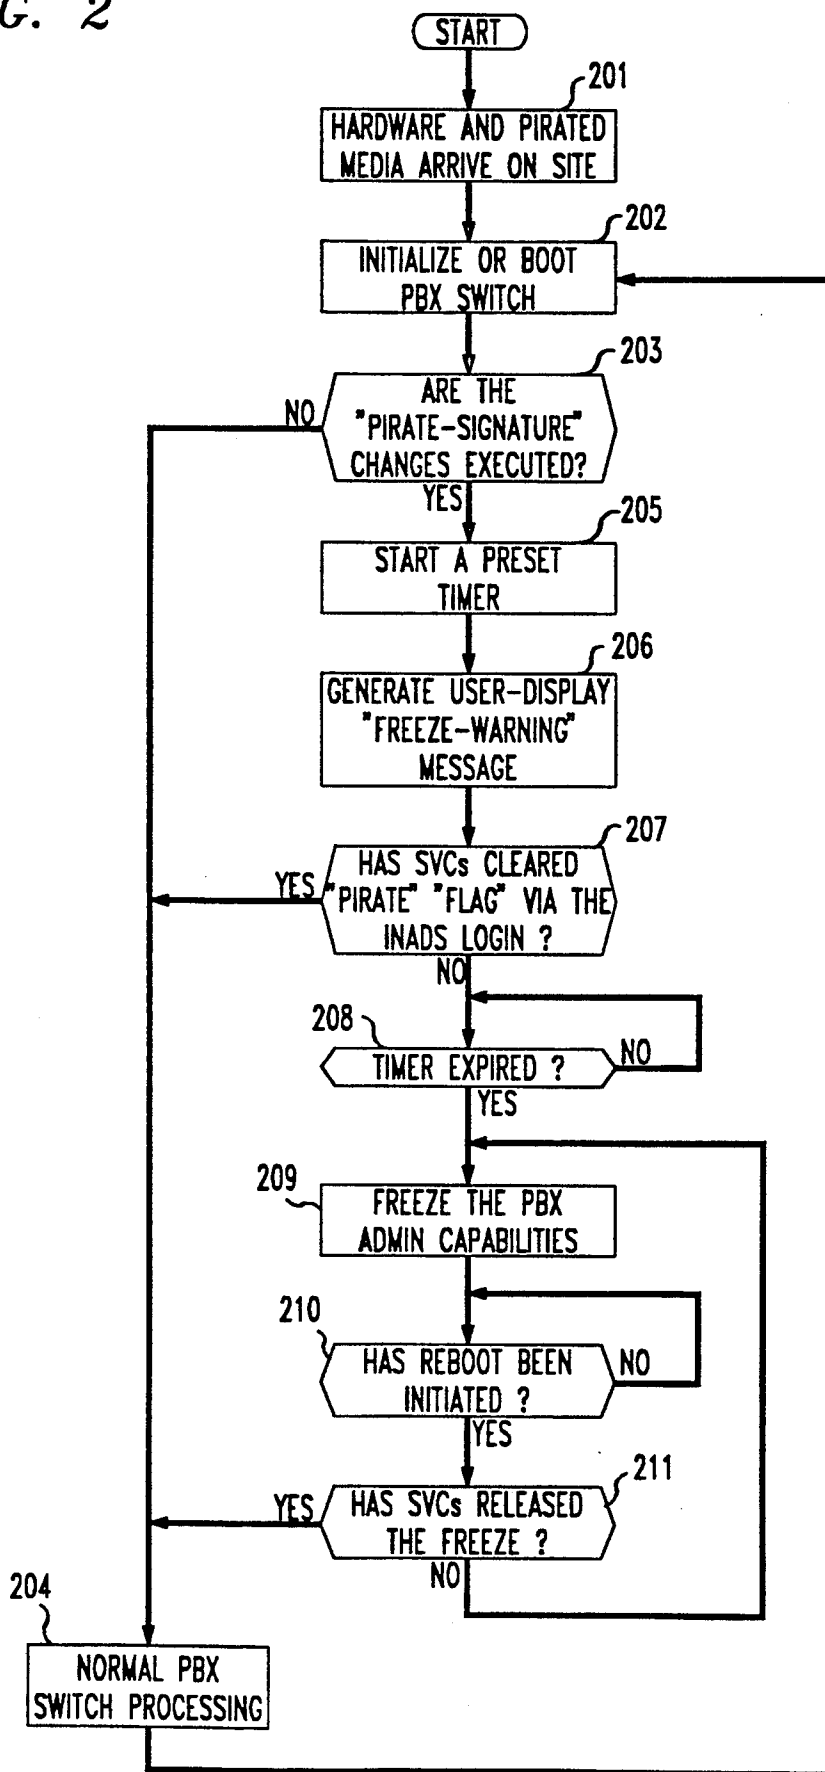 G. 2
START
201
HARDWARE AND PIRATED
MEDIA ARRIVE ON SITE
202
INITIALIZE OR BOOT
PBX SWITCH
203
ARE THE
"PIRATE-SIGNATURE"
CHANGES EXECUTED?
NO
YES
205
START A PRESET
TIMER
206
GENERATE USER-DISPLAY
"FREEZE-WARNING"
MESSAGE
207
HAS SVCs CLEARED
"PIRATE" "FLAG" VIA THE
INADS LOGIN ?
YES
NO
208
TIMER EXPIRED ?
NO
YES
209
FREEZE THE PBX
ADMIN CAPABILITIES
210
HAS REBOOT BEEN
INITIATED ?
NO
YES
211
HAS SVCs RELEASED
THE FREEZE ?
YES
NO
204
NORMAL PBX
SWITCH PROCESSING